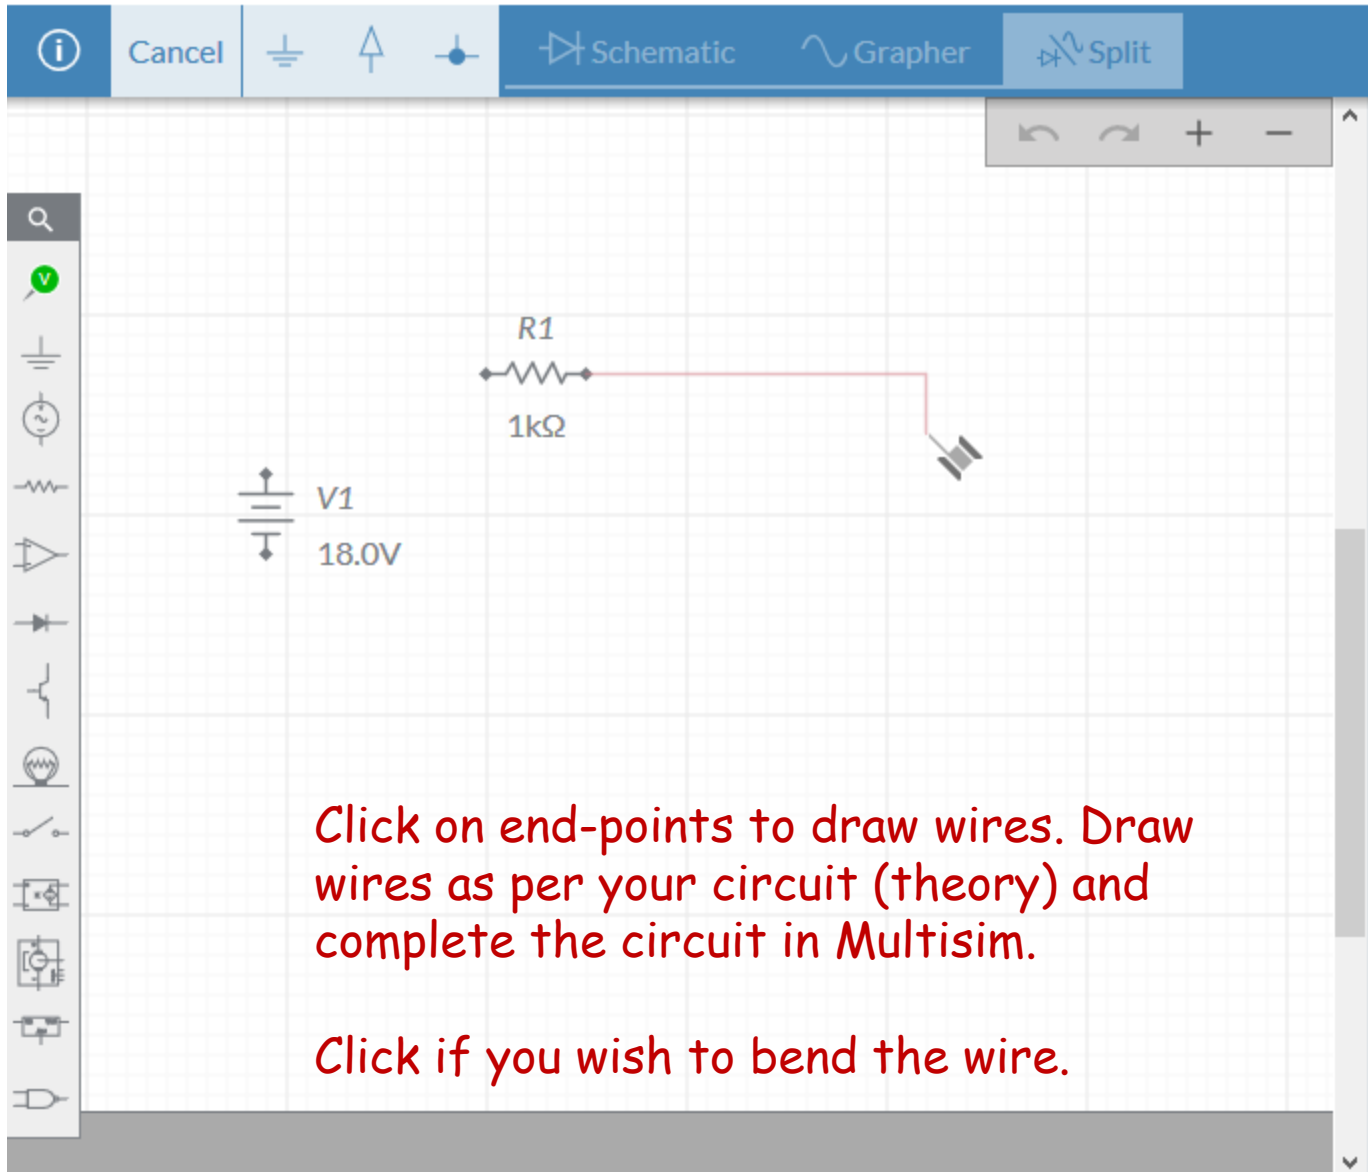 Cancel Schematic Grapher Split
V
R1
1kΩ
V1
18.0V
Click on end-points to draw wires. Draw
wires as per your circuit (theory) and
complete the circuit in Multisim.
Click if you wish to bend the wire.